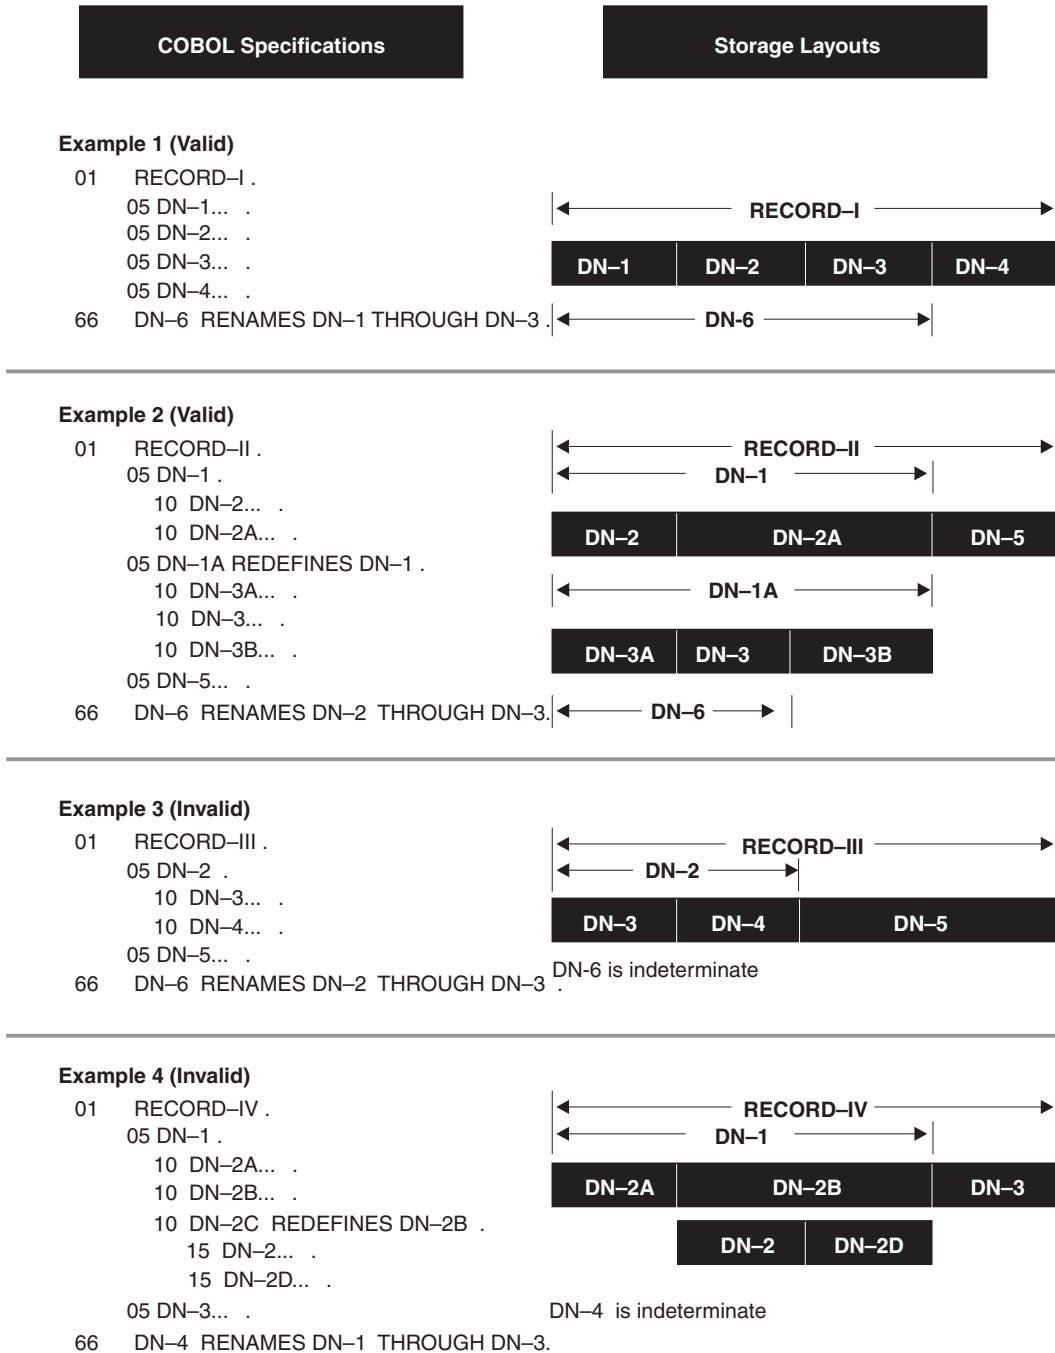 COBOL Specifications
Storage Layouts
Example 1 (Valid)
01 RECORD–I .
05 DN–1... .
05 DN–2... .
05 DN–3... .
05 DN–4... .
66 DN–6 RENAMES DN–1 THROUGH DN–3 .
RECORD–I
DN–1 DN–2 DN–3 DN–4
DN-6
Example 2 (Valid)
01 RECORD–II .
05 DN–1 .
10 DN–2... .
10 DN–2A... .
05 DN–1A REDEFINES DN–1 .
10 DN–3A... .
10 DN–3... .
10 DN–3B... .
05 DN–5... .
66 DN–6 RENAMES DN–2 THROUGH DN–3.
RECORD–II
DN–1
DN–2 DN–2A DN–5
DN–1A
DN–3A DN–3 DN–3B
DN–6
Example 3 (Invalid)
01 RECORD–III .
05 DN–2 .
10 DN–3... .
10 DN–4... .
05 DN–5... .
66 DN–6 RENAMES DN–2 THROUGH DN–3 .
RECORD–III
DN–2
DN–3 DN–4 DN–5
DN-6 is indeterminate
Example 4 (Invalid)
01 RECORD–IV .
05 DN–1 .
10 DN–2A... .
10 DN–2B... .
10 DN–2C REDEFINES DN–2B .
15 DN–2... .
15 DN–2D... .
05 DN–3... .
66 DN–4 RENAMES DN–1 THROUGH DN–3.
RECORD–IV
DN–1
DN–2A DN–2B DN–3
DN–2 DN–2D
DN–4 is indeterminate